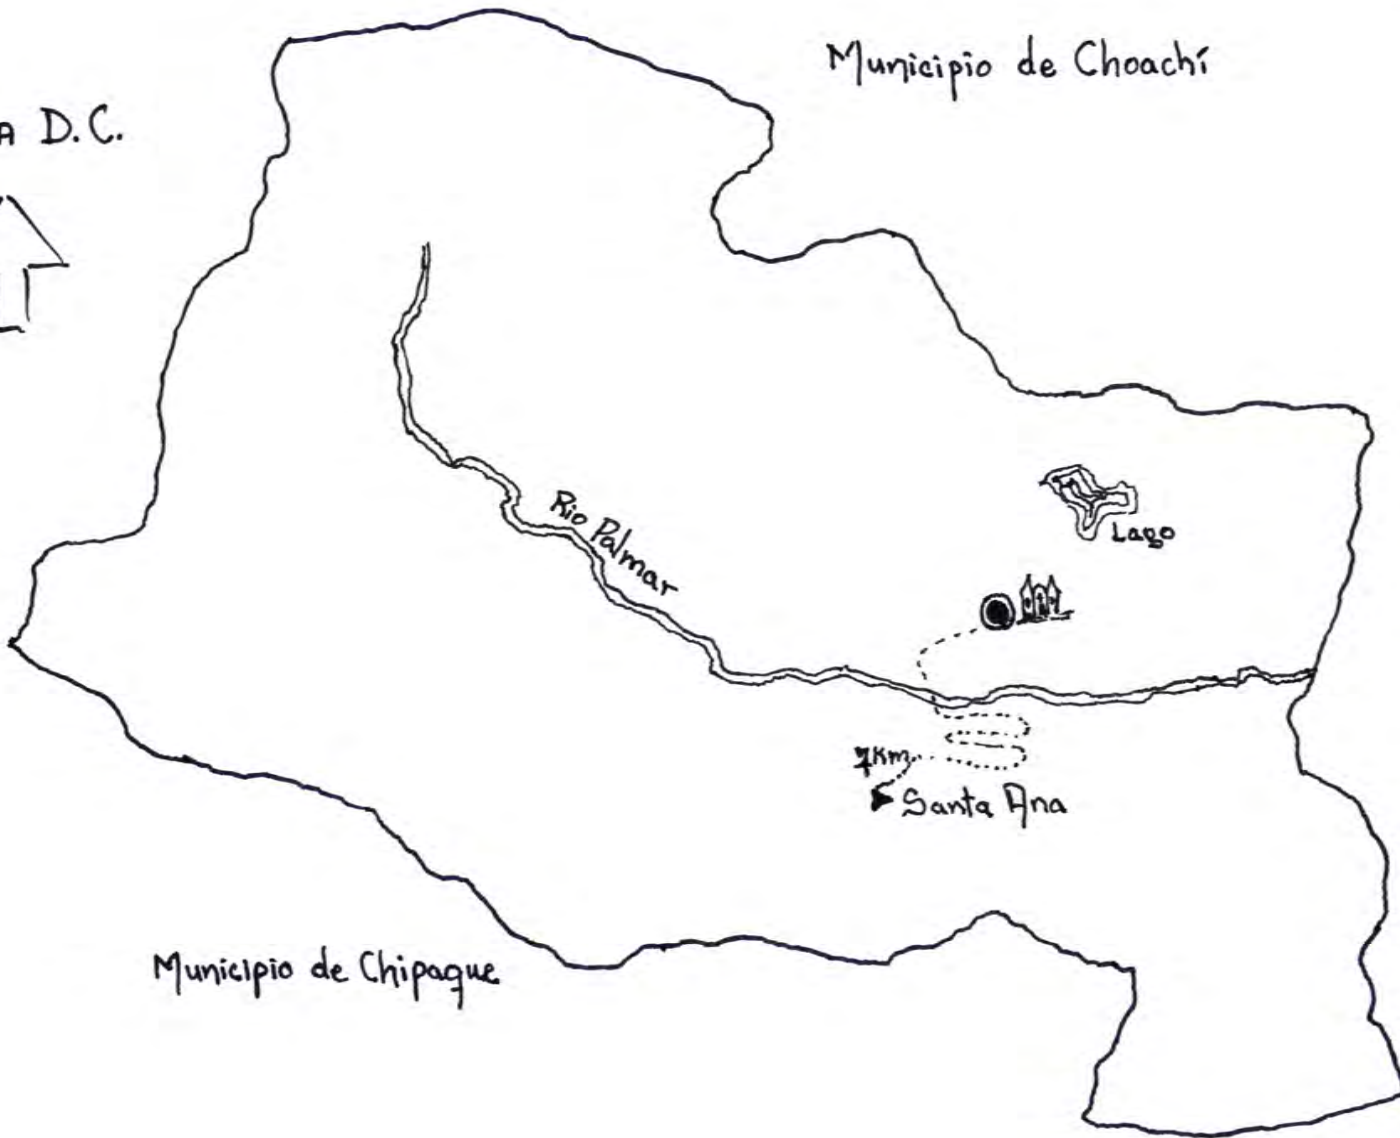 Municipio de Choachí
A D.C.
Rio Palmar
Lago
7Km
Santa Ana
Municipio de Chipaque